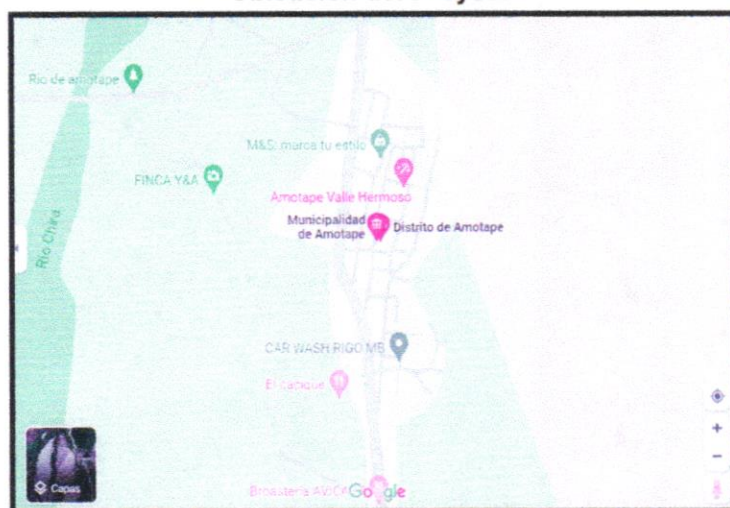 Rio de amotape
M&S: marca tu estilo
FINCA Y&A
Amotape Valle Hermoso
Municipalidad
de Amotape
Distrito de Amotape
Rio Chira
CAR WASH RIGO MB
El cacique
Capas
Broasteria
Google